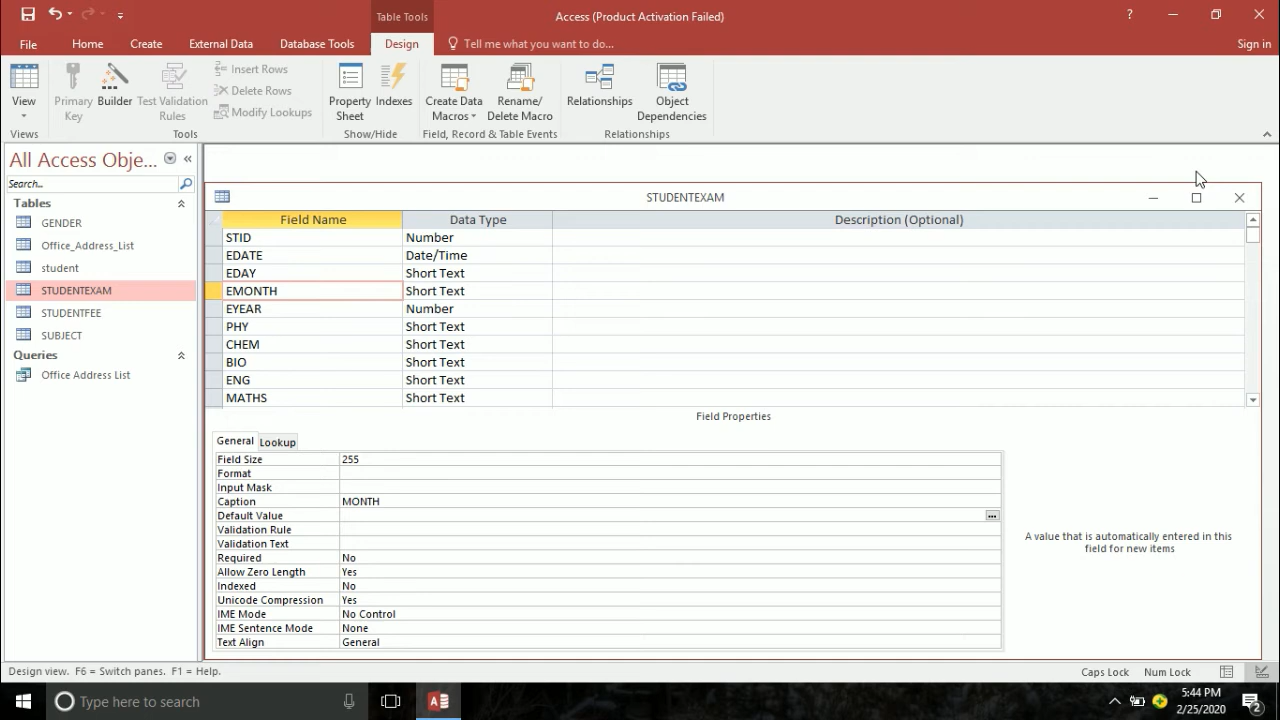 Table Tools
Access (Product Activation Failed)
?
File
Home
Create
External Data
Database Tools
Design
Tell me what you want to do...
Sign in
View
Primary Key
Builder
Test Validation Rules
Insert Rows
Delete Rows
Modify Lookups
Property Sheet
Indexes
Create Data Macros
Rename/ Delete Macro
Relationships
Object Dependencies
Views
Tools
Show/Hide
Field, Record & Table Events
Relationships
All Access Obje...
Search...
Tables
GENDER
Office_Address_List
student
STUDENTEXAM
STUDENTFEE
SUBJECT
Queries
Office Address List
STUDENTEXAM
Field Name Data Type Description (Optional)
STID Number
EDATE Date/Time
EDAY Short Text
EMONTH Short Text
EYEAR Number
PHY Short Text
CHEM Short Text
BIO Short Text
ENG Short Text
MATHS Short Text
Field Properties
General Lookup
Field Size 255
Format
Input Mask
Caption MONTH
Default Value ...
Validation Rule
Validation Text
Required No
Allow Zero Length Yes
Indexed No
Unicode Compression Yes
IME Mode No Control
IME Sentence Mode None
Text Align General
A value that is automatically entered in this
field for new items
Design view. F6 = Switch panes. F1 = Help.
Caps Lock Num Lock
Type here to search
A
5:44 PM
2/25/2020
2